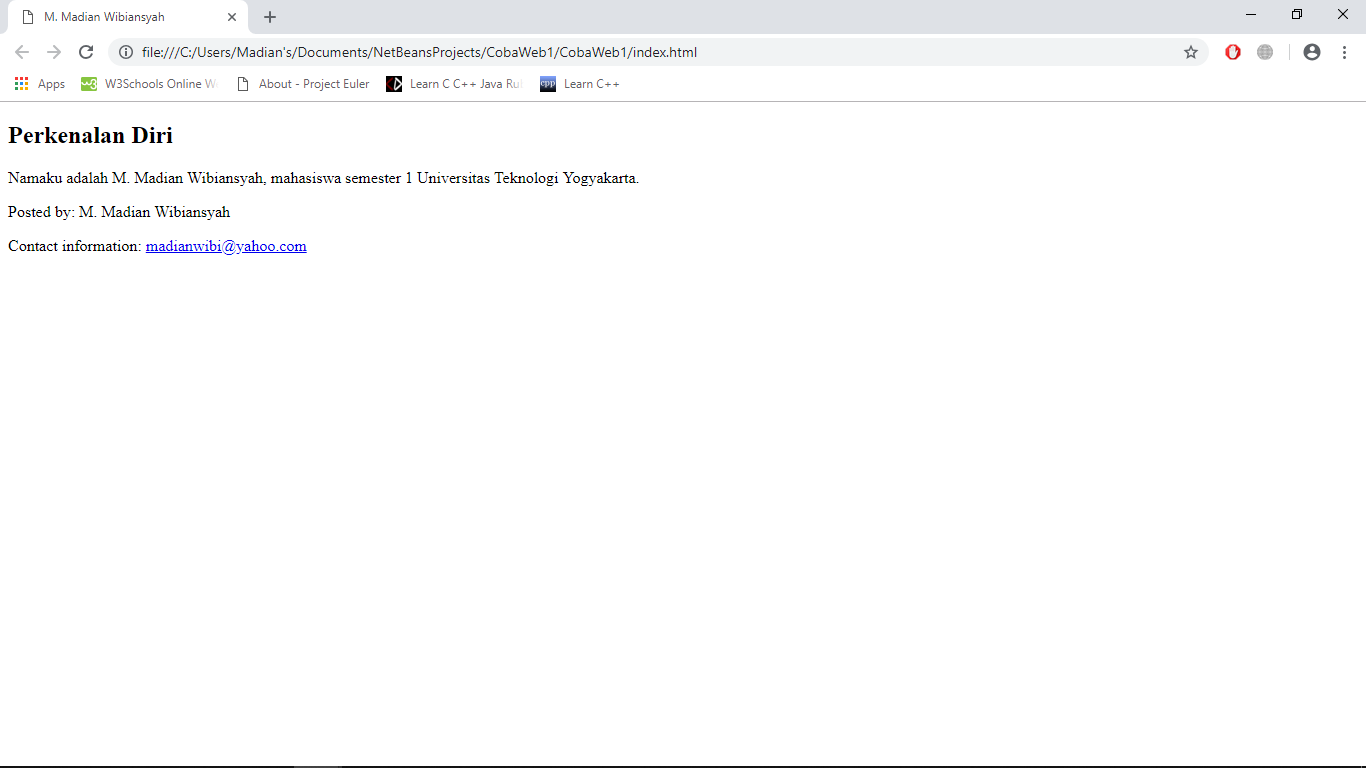 M. Madian Wibiansyah
file:///C:/Users/Madian's/Documents/NetBeansProjects/CobaWeb1/CobaWeb1/index.html
Apps W3Schools Online About - Project Euler Learn C C++ Java Learn C++
Perkenalan Diri
Namaku adalah M. Madian Wibiansyah, mahasiswa semester 1 Universitas Teknologi Yogyakarta.
Posted by: M. Madian Wibiansyah
Contact information: madianwibi@yahoo.com